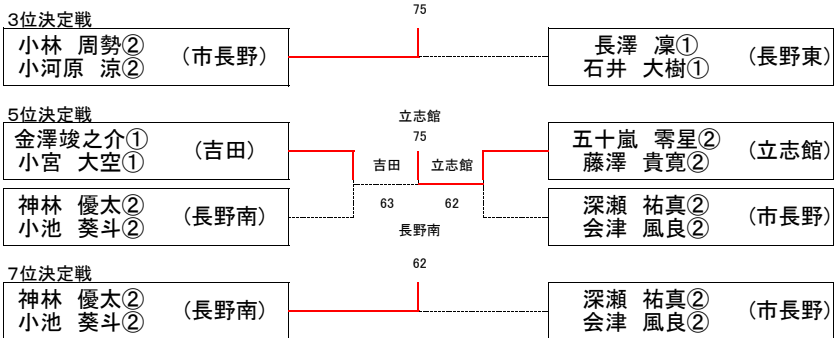 75
3位決定戦
小林 周勢② (市長野) 長澤 凜① (長野東)
小河原 涼② 石井 大樹①
5位決定戦
立志館
75
金澤竣之介① (吉田) 五十嵐 零星② (立志館)
小宮 大空① 藤澤 貴寛②
吉田 立志館
63 62
神林 優太② (長野南) 深瀬 祐真② (市長野)
小池 葵斗② 会津 風良②
長野南
62
7位決定戦
神林 優太② (長野南) 深瀬 祐真② (市長野)
小池 葵斗② 会津 風良②